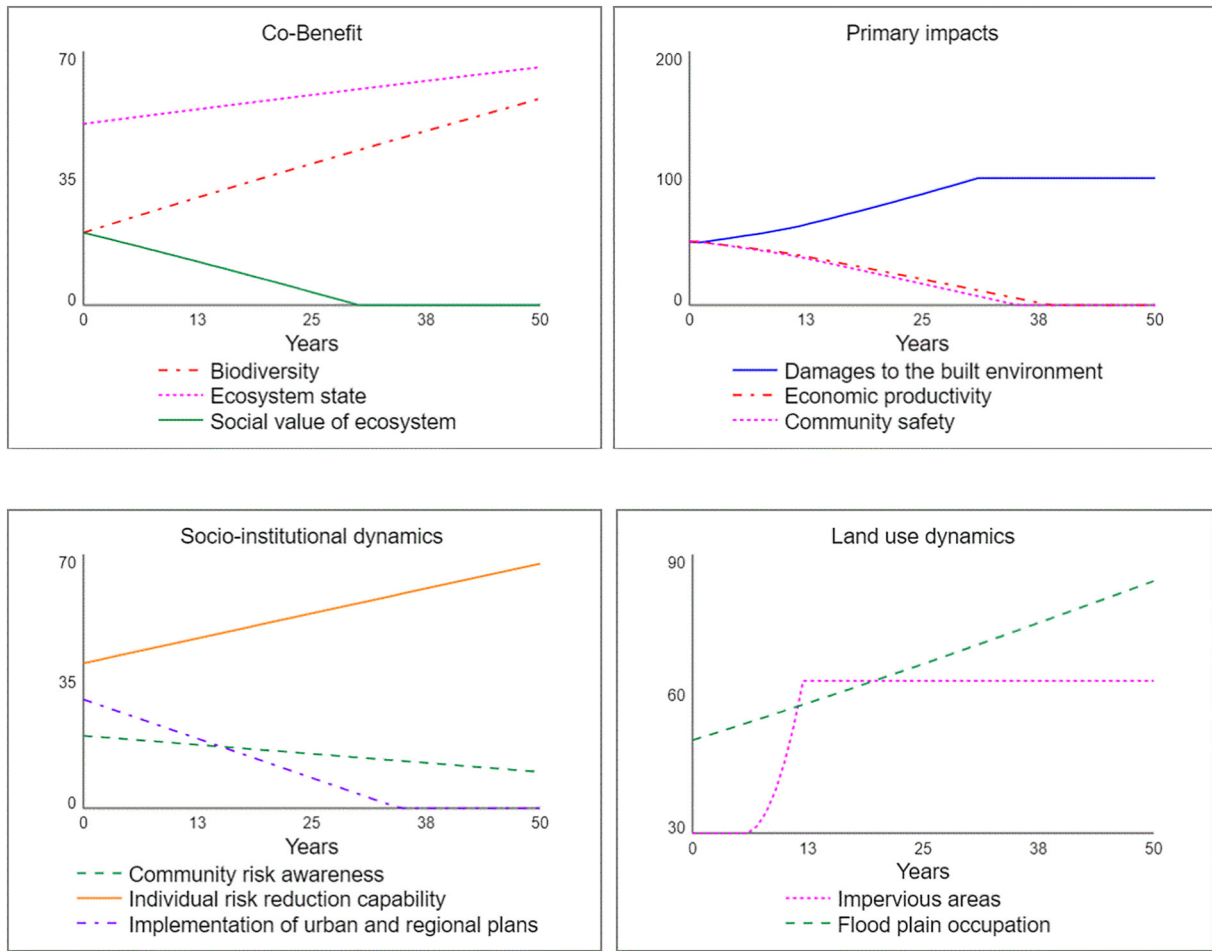 Co-Benefit
70
35
0
0 13 25 38 50
Years
Biodiversity
Ecosystem state
Social value of ecosystem
Primary impacts
200
100
0
0 13 25 38 50
Years
Damages to the built environment
Economic productivity
Community safety
Socio-institutional dynamics
70
35
0
0 13 25 38 50
Years
Community risk awareness
Individual risk reduction capability
Implementation of urban and regional plans
Land use dynamics
90
60
30
0 13 25 38 50
Years
Impervious areas
Flood plain occupation